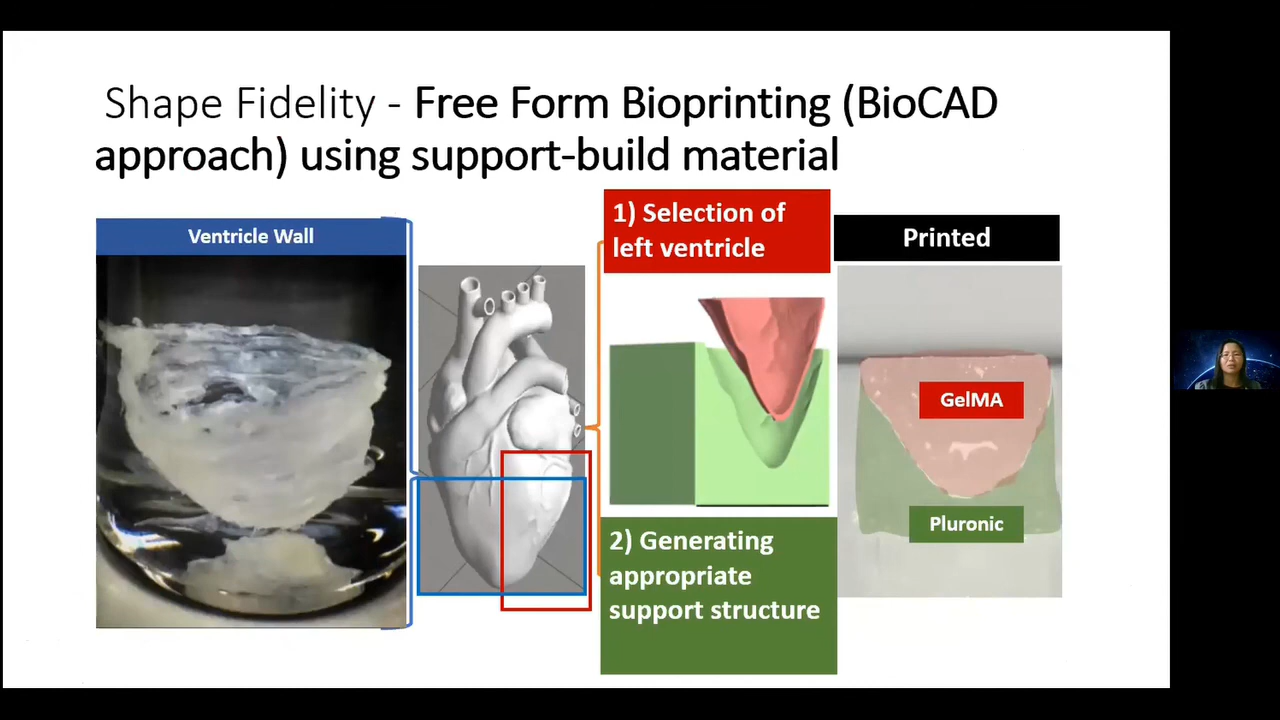 Shape Fidelity - Free Form Bioprinting (BioCAD
approach) using support-build material
Ventricle Wall
1) Selection of
left ventricle
Printed
GelMA
Pluronic
2) Generating
appropriate
support structure